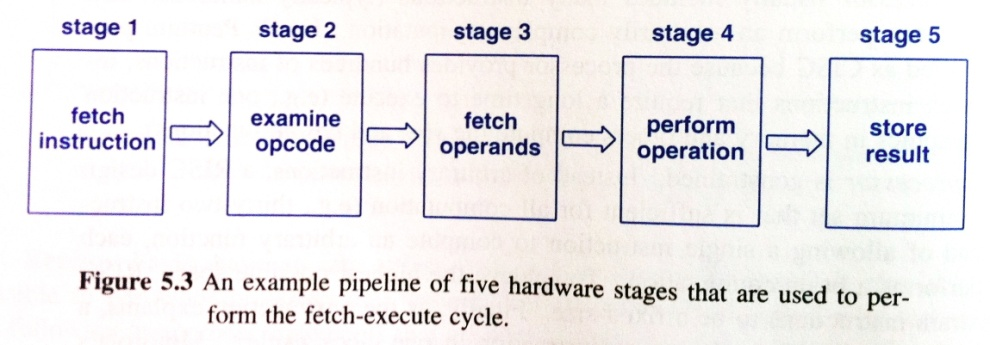 stage 1
stage 2
stage 3
stage 4
stage 5
fetch
instruction
examine
opcode
fetch
operands
perform
operation
store
result
Figure 5.3 An example pipeline of five hardware stages that are used to per-
form the fetch-execute cycle.